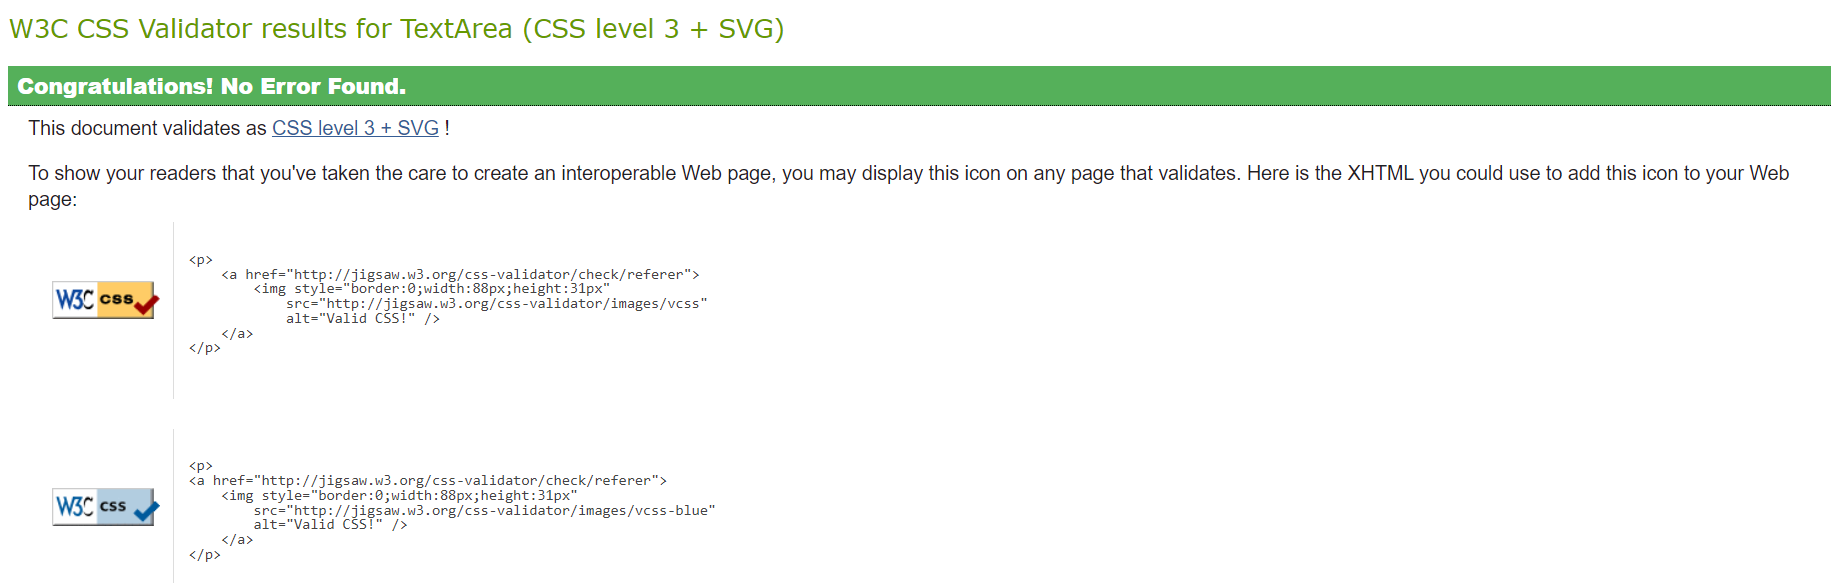 W3C CSS Validator results for TextArea (CSS level 3 + SVG)
Congratulations! No Error Found.
This document validates as CSS level 3 + SVG !
To show your readers that you've taken the care to create an interoperable Web page, you may display this icon on any page that validates. Here is the XHTML you could use to add this icon to your Web
page:
W3C css
<p>
    <a href="http://jigsaw.w3.org/css-validator/check/referer">
        <img style="border:0;width:88px;height:31px"
            src="http://jigsaw.w3.org/css-validator/images/vcss"
            alt="Valid CSS!" />
    </a>
</p>
W3C css
<p>
<a href="http://jigsaw.w3.org/css-validator/check/referer">
    <img style="border:0;width:88px;height:31px"
        src="http://jigsaw.w3.org/css-validator/images/vcss-blue"
        alt="Valid CSS!" />
    </a>
</p>